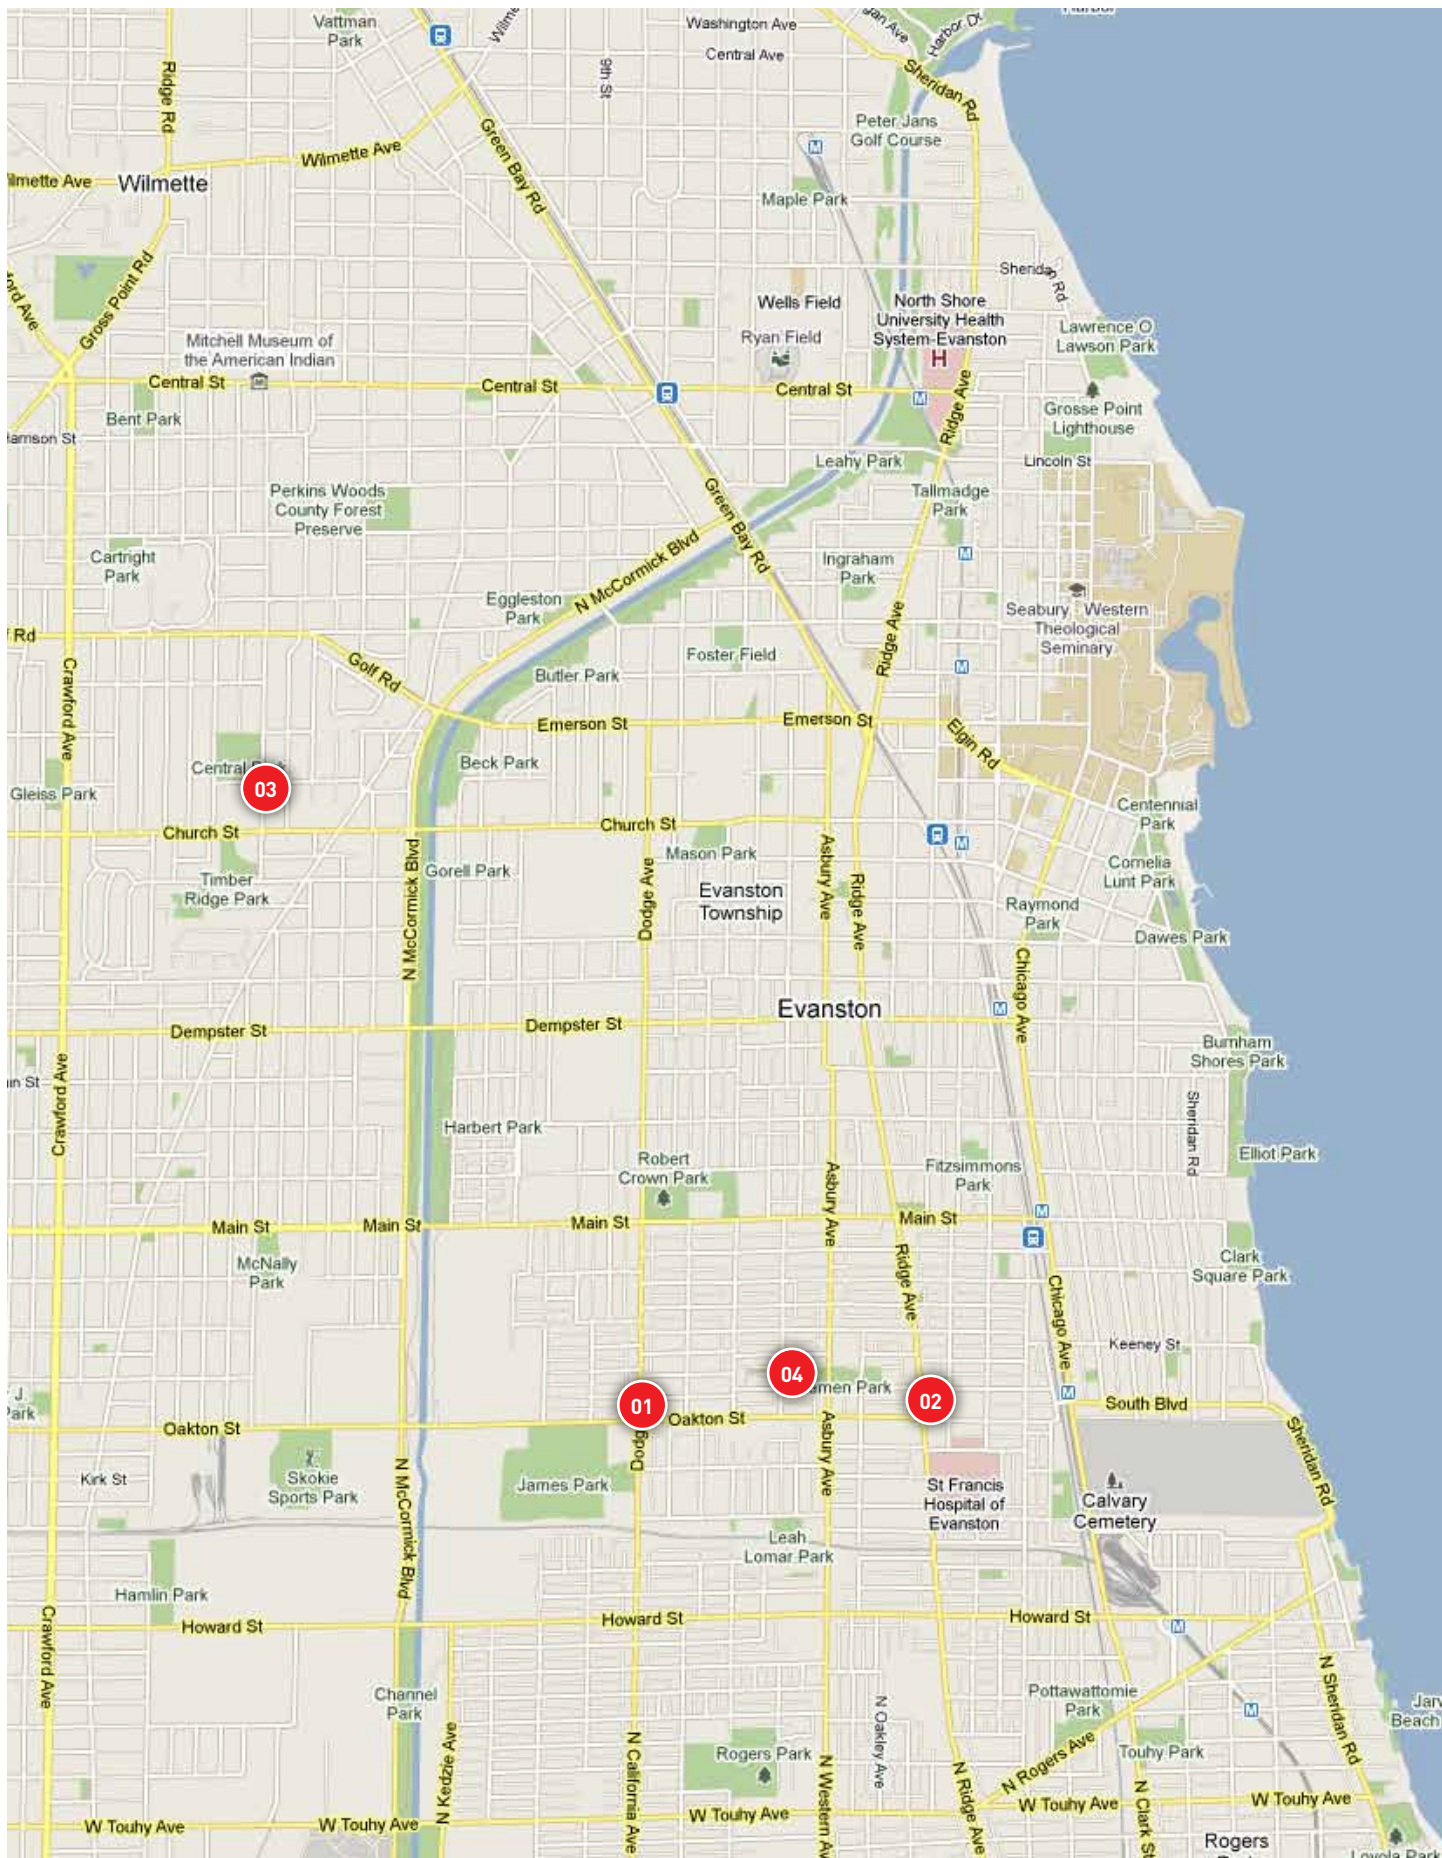 Vattman
Park
Washington Ave
Central Ave
Harbor Dr
Ridge Rd
9th St
Sheridan Rd
Green Bay Rd
Peter Jans
Golf Course
M
Wilmette Ave
Wilmette
Maple Park
Gross Point Rd
Sheridan Rd
Wells Field
North Shore
University Health
System-Evanston
H
Ryan Field
Lawrence O
Lawson Park
Mitchell Museum of
the American Indian
Central St
Central St
Central St
M
Ridge Ave
Bent Park
Grosse Point
Lighthouse
Leahy Park
Lincoln St
Perkins Woods
County Forest
Preserve
Green Bay Rd
Tallmadge
Park
M
Cartright
Park
N McCormick Blvd
Ingraham
Park
Eggleston
Park
Seabury Western
Theological
Seminary
Rd
Ridge Ave
Crawford Ave
Golf Rd
Foster Field
M
Butler Park
Emerson St
Emerson St
Elgin Rd
Beck Park
03
Gleiss Park
Centennial
Park
Church St
Church St
M
Mason Park
N McCormick Blvd
Gorell Park
Dodge Ave
Asbury Ave
Ridge Ave
Cornelia
Lunt Park
Timber
Ridge Park
Evanston
Township
Raymond
Park
Dawes Park
Chicago Ave
Evanston
M
Dempster St
Dempster St
Burnham
Shores Park
Crawford Ave
Sheridan Rd
Harbert Park
Robert
Crown Park
Asbury Ave
Fitzsimmons
Park
Elliot Park
M
Main St
Main St
Main St
Main St
McNally
Park
Ridge Ave
Clark
Square Park
Chicago Ave
Keeney St
04
J
Park
01
02
M
South Blvd
Oakton St
Oakton St
Asbury Ave
Sheridan Rd
Kirk St
Skokie
Sports Park
N McCormick Blvd
James Park
St Francis
Hospital of
Evanston
Calvary
Cemetery
Leah
Lomar Park
Hamlin Park
Crawford Ave
Howard St
Howard St
Howard St
M
Channel
Park
N Kedzie Ave
N California Ave
N Oakley Ave
Pottawattomie
Park
M
N Sheridan Rd
Beach
Rogers Park
N Western Av
N Ridge Ave
N Rogers Ave
Touhy Park
N Clark St
W Touhy Ave
W Touhy Ave
W Touhy Ave
W Touhy Ave
W Touhy Ave
Rogers